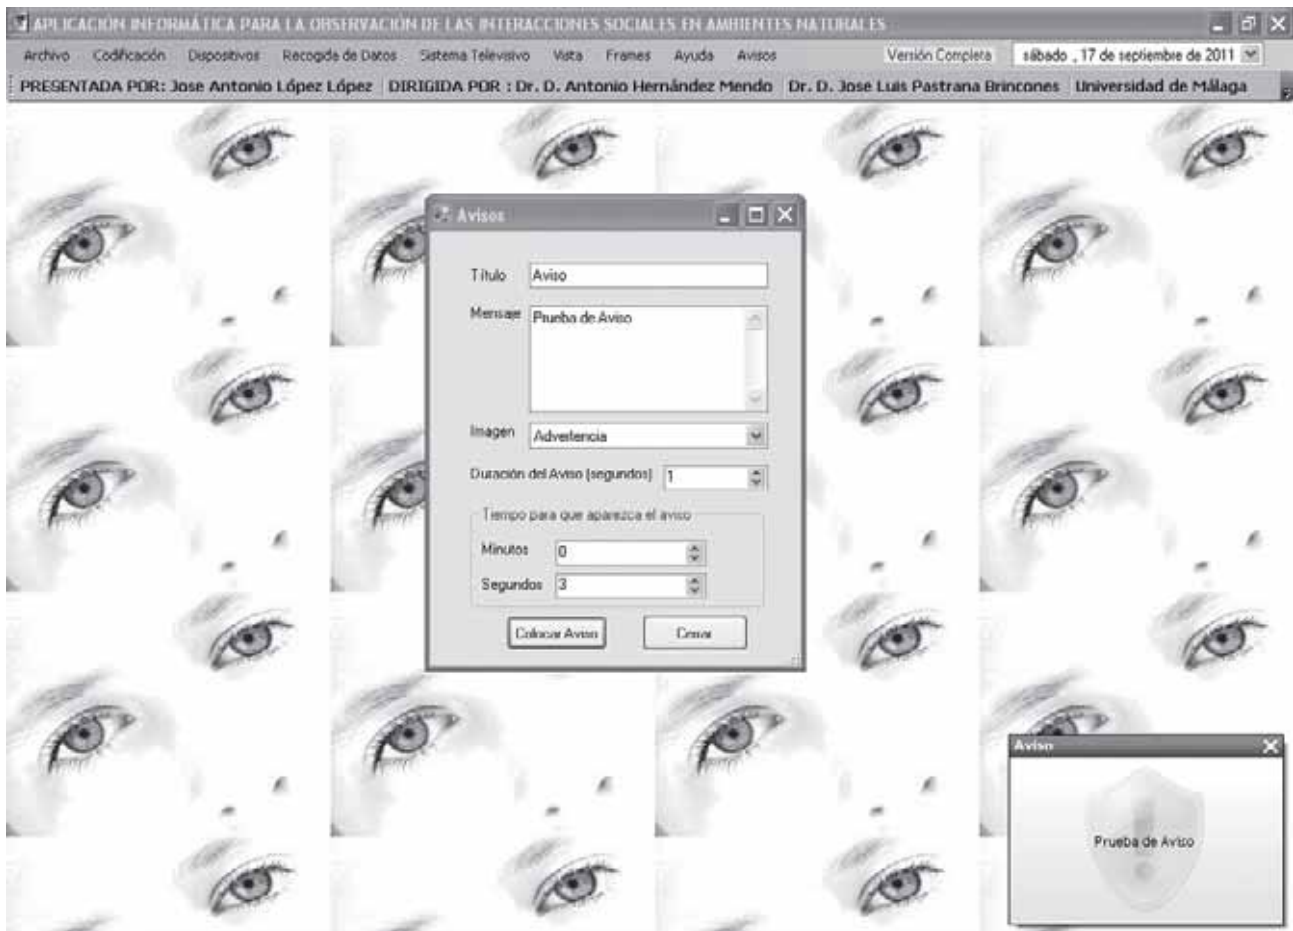 APLICACIÓN INFORMÁTICA PARA LA OBSERVACIÓN DE LAS INTERACCIONES SOCIALES EN AMBIENTES NATURALES
Archivo Codificación Dispositivos Recogida de Datos Sistema Televisivo Vista Frames Ayuda Avisos Versión Completa sábado , 17 de septiembre de 2011
PRESENTADA POR: Jose Antonio López López DIRIGIDA POR : Dr. D. Antonio Hernández Mendo Dr. D. Jose Luis Pastrana Brincones Universidad de Málaga
Avisos
Título Aviso
Mensaje Prueba de Aviso
Imagen Advertencia
Duración del Aviso (segundos) 1
Tiempo para que aparezca el aviso
Minutos 0
Segundos 3
Colocar Aviso Cerrar
Aviso
Prueba de Aviso